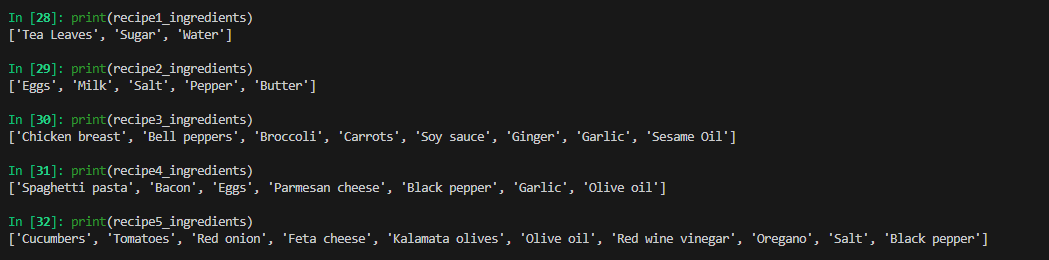 In [28]: print(recipe1_ingredients)
['Tea Leaves', 'Sugar', 'Water']
In [29]: print(recipe2_ingredients)
['Eggs', 'Milk', 'Salt', 'Pepper', 'Butter']
In [30]: print(recipe3_ingredients)
['Chicken breast', 'Bell peppers', 'Broccoli', 'Carrots', 'Soy sauce', 'Ginger', 'Garlic', 'Sesame Oil']
In [31]: print(recipe4_ingredients)
['Spaghetti pasta', 'Bacon', 'Eggs', 'Parmesan cheese', 'Black pepper', 'Garlic', 'Olive oil']
In [32]: print(recipe5_ingredients)
['Cucumbers', 'Tomatoes', 'Red onion', 'Feta cheese', 'Kalamata olives', 'Olive oil', 'Red wine vinegar', 'Oregano', 'Salt', 'Black pepper']